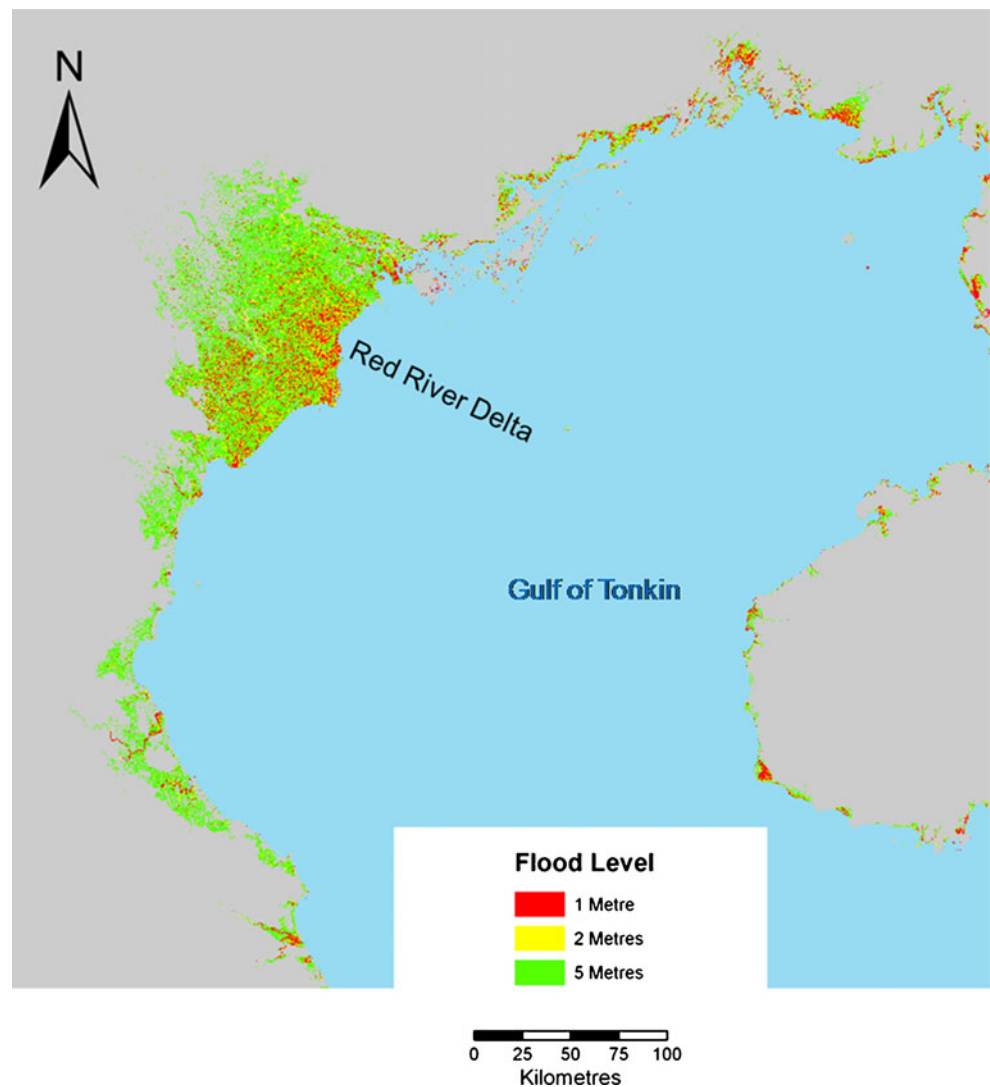 N
Red River Delta
Gulf of Tonkin
Flood Level
1 Metre
2 Metres
5 Metres
0 25 50 75 100
Kilometres